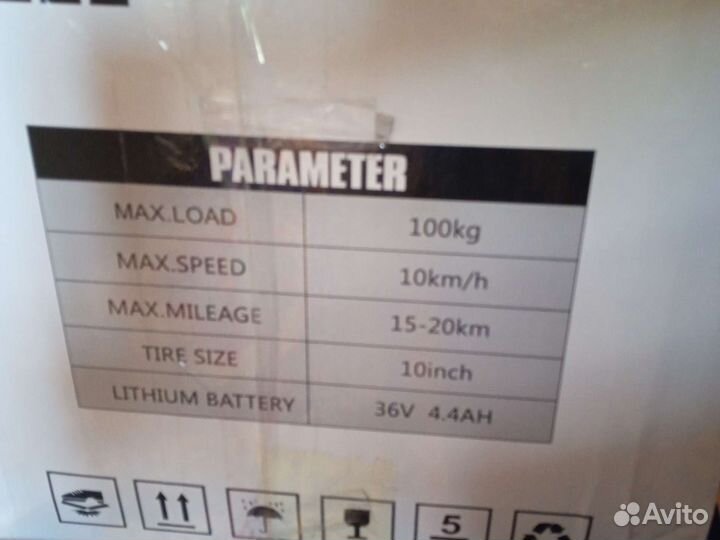 PARAMETER
MAX.LOAD 100kg
MAX.SPEED 10km/h
MAX.MILEAGE 15-20km
TIRE SIZE 10inch
LITHIUM BATTERY 36V 4.4AH
5
Avito